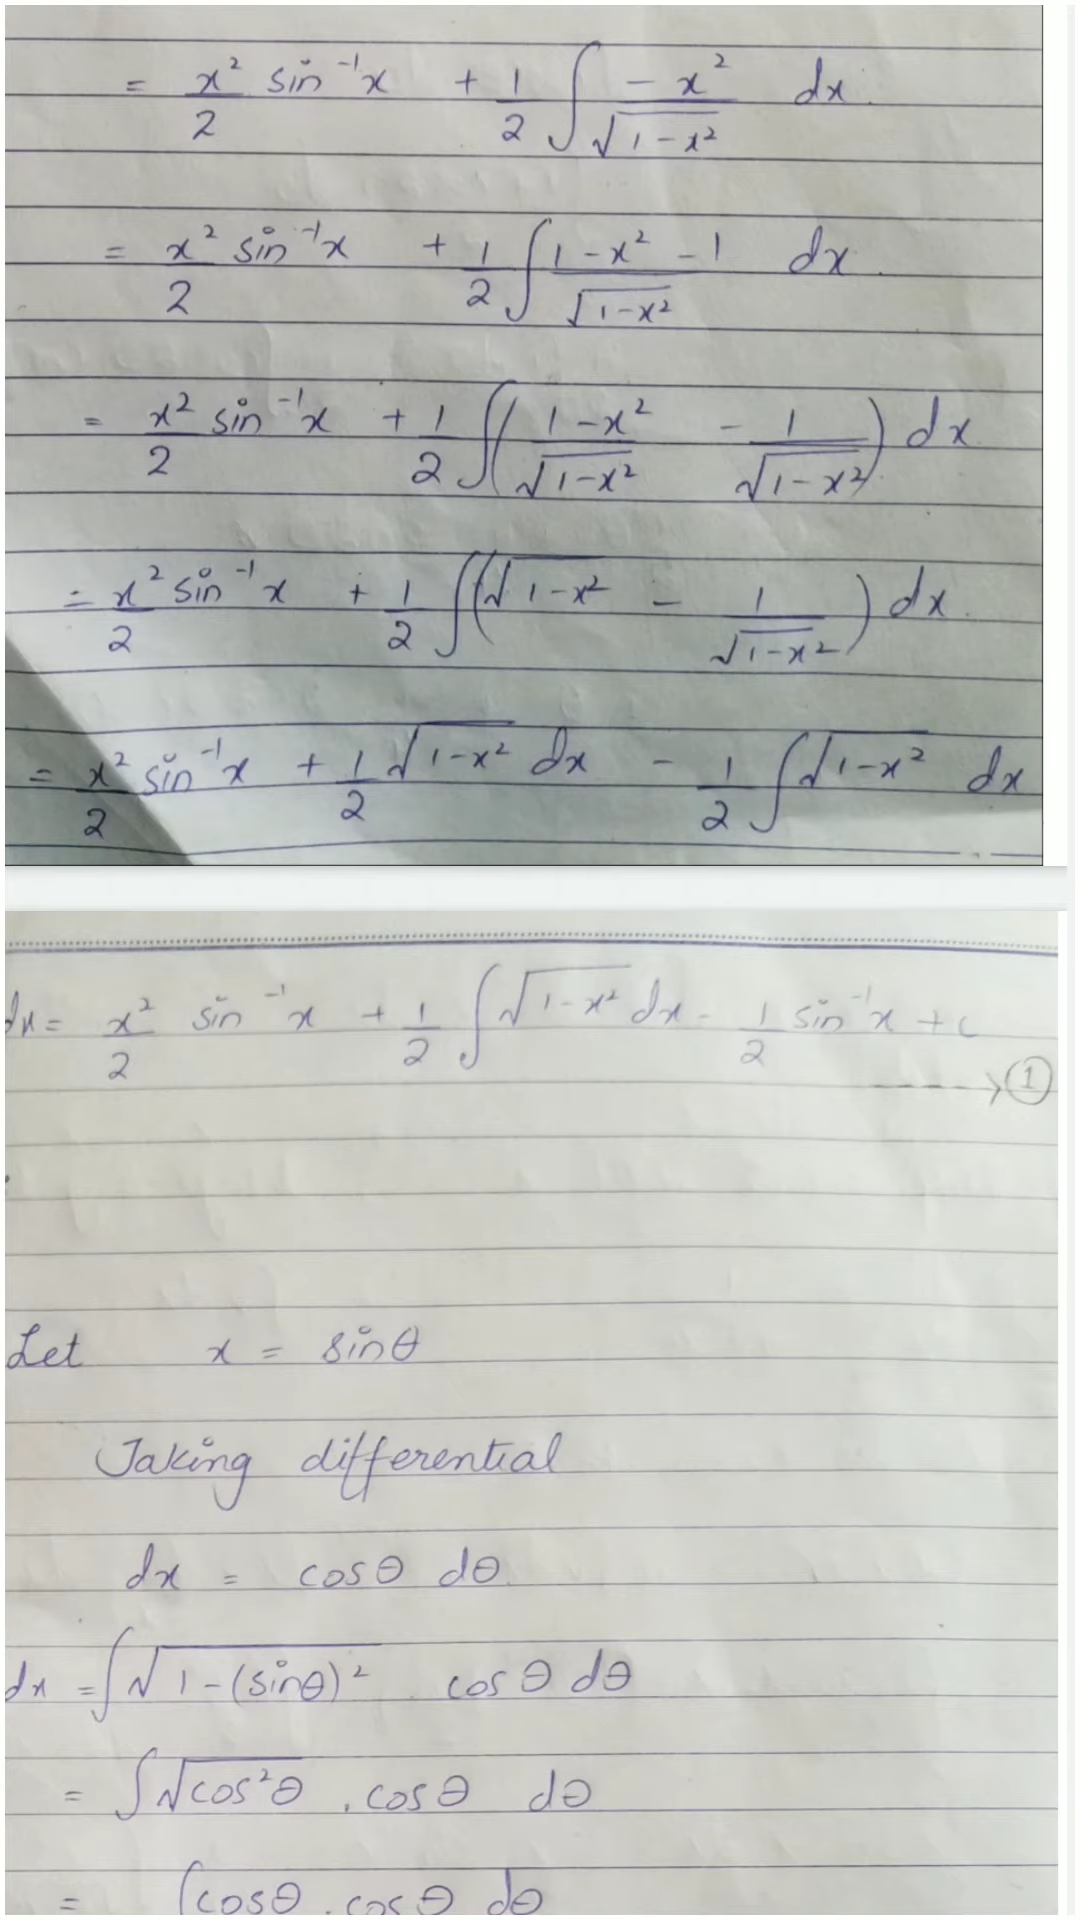 = x²/2 sin⁻¹x + 1/2 ∫ -x²/√(1-x²) dx.
= x²/2 sin⁻¹x + 1/2 ∫ (1-x²-1)/√(1-x²) dx.
= x²/2 sin⁻¹x + 1/2 ∫ ( (1-x²)/√(1-x²) - 1/√(1-x²) ) dx
= x²/2 sin⁻¹x + 1/2 ∫ ( √(1-x²) - 1/√(1-x²) ) dx.
= x²/2 sin⁻¹x + 1/2 √(1-x²) dx - 1/2 ∫ √(1-x²) dx
dx = x²/2 sin⁻¹x + 1/2 ∫ √(1-x²) dx - 1/2 sin⁻¹x + c
----→ ①
Let x = sinθ
Taking differential
dx = cosθ dθ.
dx = ∫ √(1-(sinθ)²) . cosθ dθ
= ∫ √(cos²θ) . cosθ dθ
= ∫ cosθ . cosθ dθ